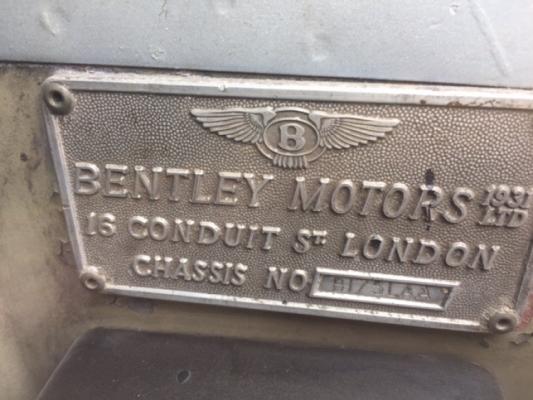 B
BENTLEY MOTORS 1931 LTD
16 CONDUIT ST LONDON
CHASSIS NO